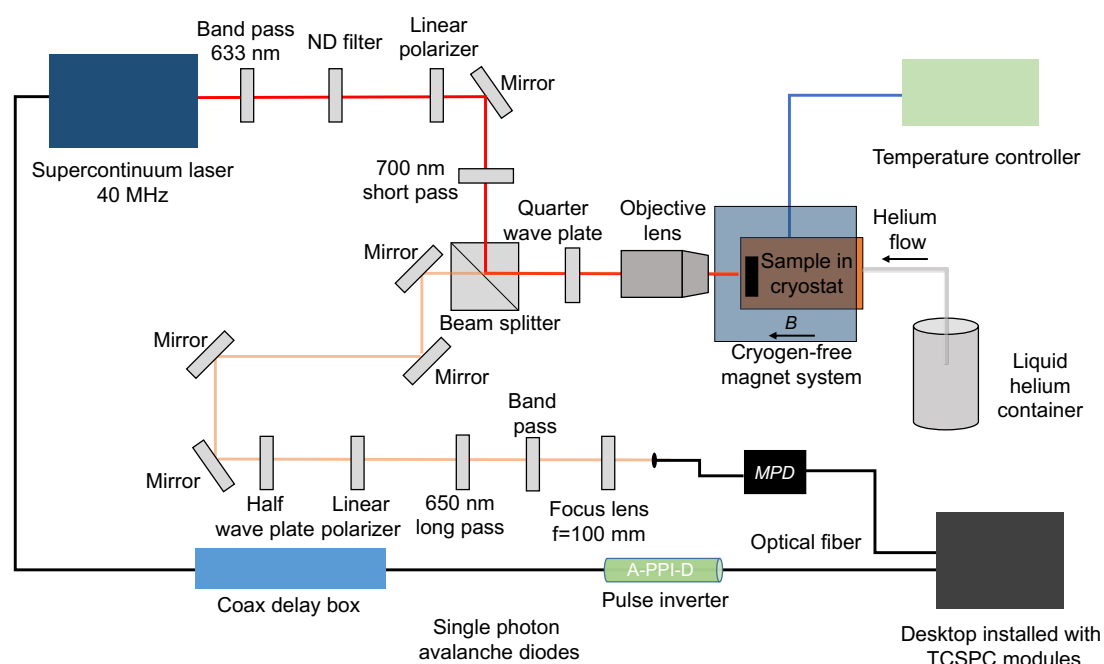 Band pass
633 nm
ND filter
Linear
polarizer
Mirror
Supercontinuum laser
40 MHz
700 nm
short pass
Temperature controller
Quarter
wave plate
Objective
lens
Helium
flow
Mirror
Sample in
cryostat
Beam splitter
B
Cryogen-free
magnet system
Mirror
Mirror
Liquid
helium
container
Band
pass
Mirror
Half
wave plate
Linear
polarizer
650 nm
long pass
Focus lens
f=100 mm
MPD
Optical fiber
A-PPI-D
Coax delay box
Pulse inverter
Single photon
avalanche diodes
Desktop installed with
TCSPC modules